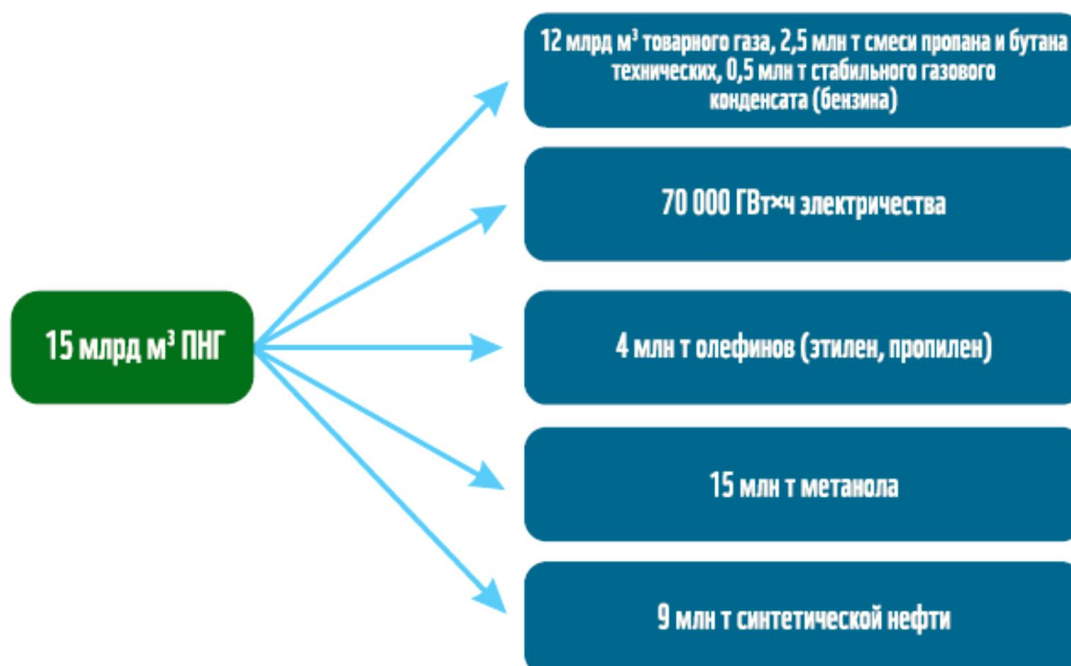 12 млрд м³ товарного газа, 2,5 млн т смеси пропана и бутана
технических, 0,5 млн т стабильного газового
конденсата (бензина)
70 000 ГВт×ч электричества
15 млрд м³ ПНГ
4 млн т олефинов (этилен, пропилен)
15 млн т метанола
9 млн т синтетической нефти